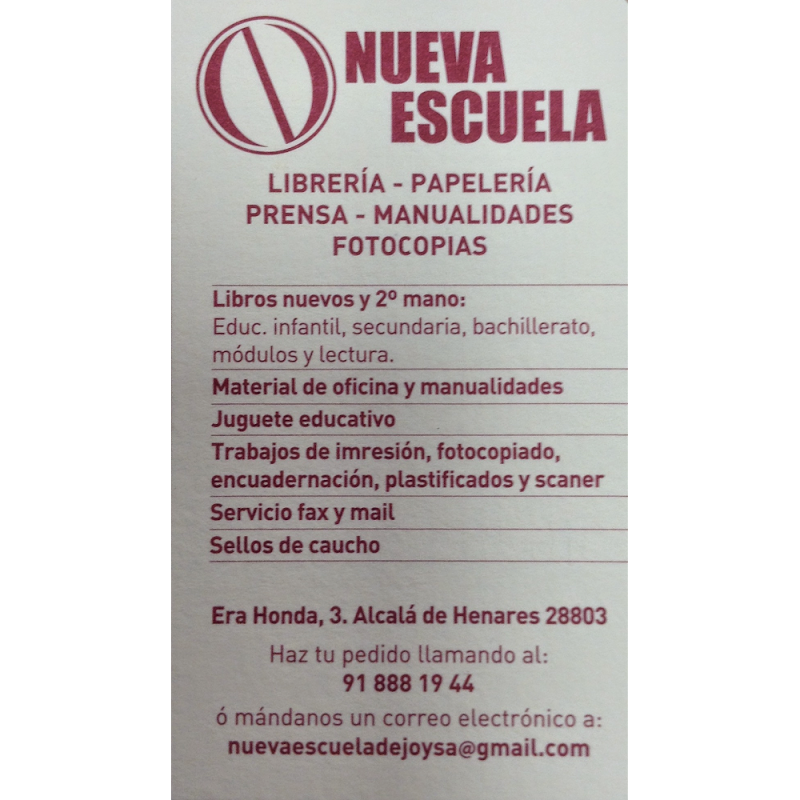 NUEVA
ESCUELA
LIBRERÍA - PAPELERÍA
PRENSA - MANUALIDADES
FOTOCOPIAS
Libros nuevos y 2º mano:
Educ. infantil, secundaria, bachillerato,
módulos y lectura.
Material de oficina y manualidades
Juguete educativo
Trabajos de imresión, fotocopiado,
encuadernación, plastificados y scaner
Servicio fax y mail
Sellos de caucho
Era Honda, 3. Alcalá de Henares 28803
Haz tu pedido llamando al:
91 888 19 44
ó mándanos un correo electrónico a:
nuevaescueladejoysa@gmail.com